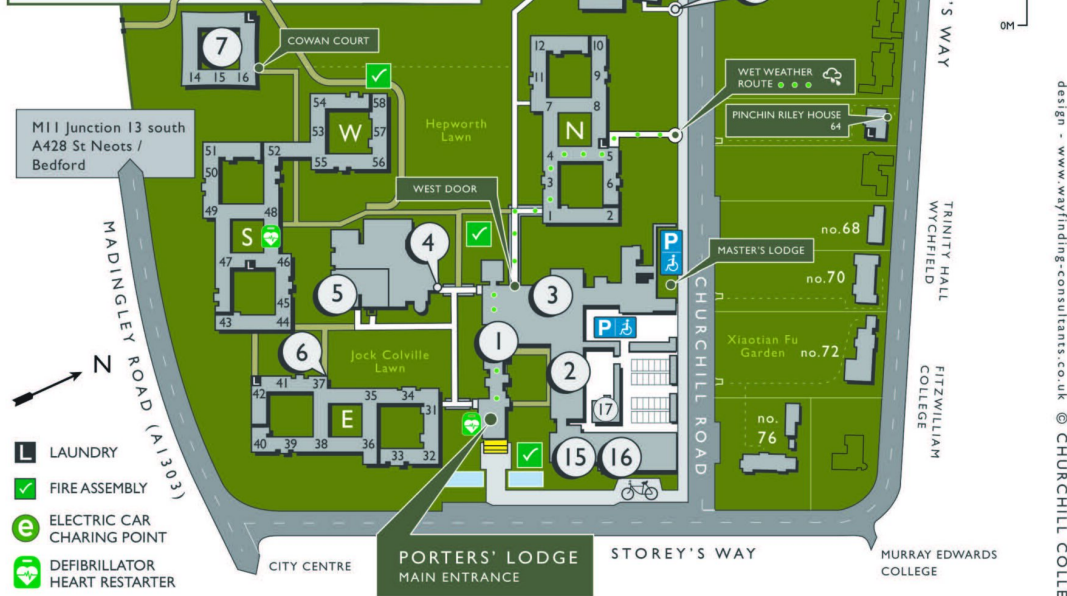 'S WAY
0M
L
7
COWAN COURT
14 15 16
12 10
11 9
7 8
N
L
4 5
3 6
1 2
WET WEATHER
ROUTE
PINCHIN RILEY HOUSE
64
L
M11 Junction 13 south
A428 St Neots /
Bedford
54 58
53 W 57
55 56
Hepworth
Lawn
51 52
50
49 48
S
47 46
L
45
43 44
WEST DOOR
4
5
3
P
MASTER'S LODGE
no.68
no.70
Xiaotian Fu
Garden
no.72
no.
76
TRINITY HALL
WYCHFIELD
FITZWILLIAM
COLLEGE
MADINGLEY ROAD (A1303)
N
6
Jock Colville
Lawn
1
P
2
17
15
16
CHURCHILL ROAD
L
42 41 37
35 34
31
E
40 39 38 36
33 32
L LAUNDRY
FIRE ASSEMBLY
e ELECTRIC CAR
CHARING POINT
DEFIBRILLATOR
HEART RESTARTER
CITY CENTRE
PORTERS' LODGE
MAIN ENTRANCE
STOREY'S WAY
MURRAY EDWARDS
COLLEGE
design - www.wayfinding-consultants.co.uk © CHURCHILL COLLE